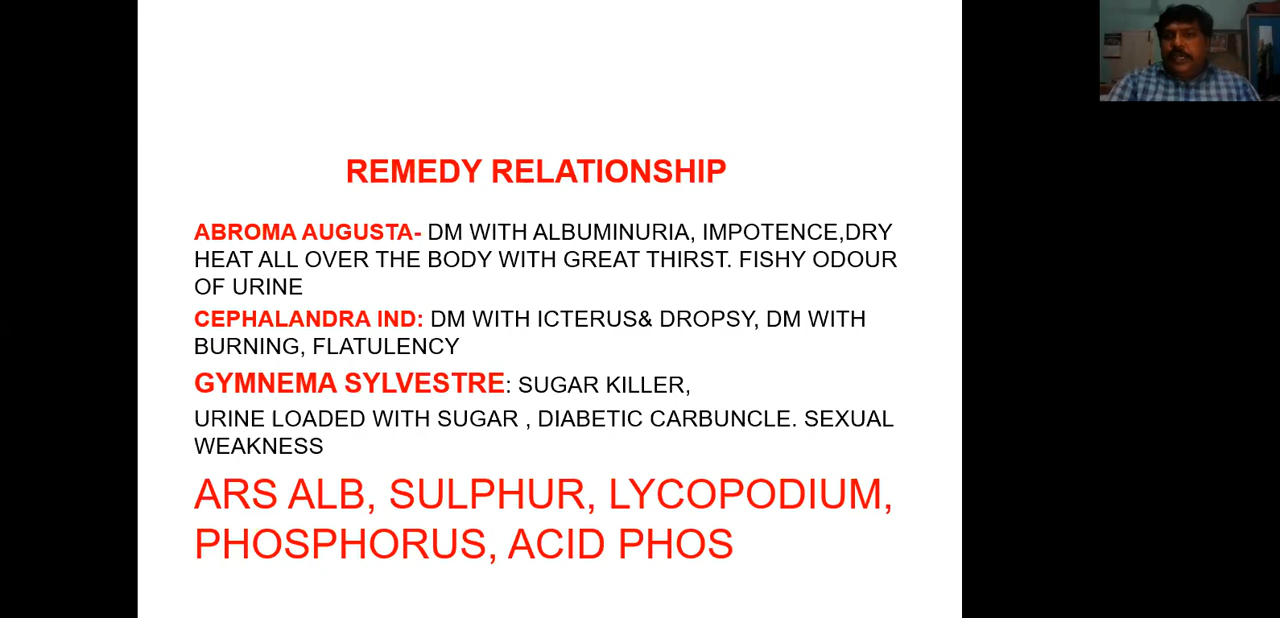 REMEDY RELATIONSHIP
ABROMA AUGUSTA- DM WITH ALBUMINURIA, IMPOTENCE,DRY
HEAT ALL OVER THE BODY WITH GREAT THIRST. FISHY ODOUR
OF URINE
CEPHALANDRA IND: DM WITH ICTERUS& DROPSY, DM WITH
BURNING, FLATULENCY
GYMNEMA SYLVESTRE: SUGAR KILLER,
URINE LOADED WITH SUGAR , DIABETIC CARBUNCLE. SEXUAL
WEAKNESS
ARS ALB, SULPHUR, LYCOPODIUM,
PHOSPHORUS, ACID PHOS